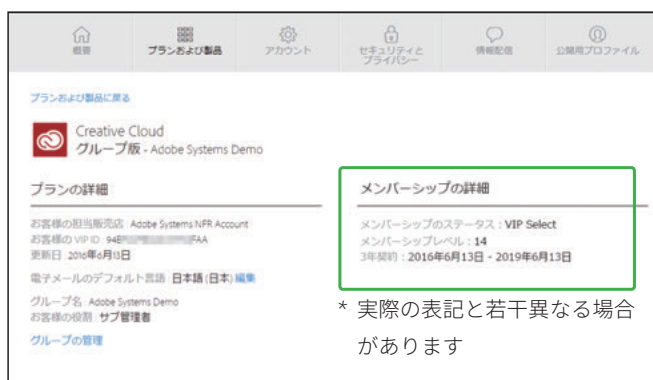 概要
プランおよび製品
アカウント
セキュリティと
プライバシー
情報配信
公開用プロファイル
プランおよび製品に戻る
Creative Cloud
グループ版 - Adobe Systems Demo
プランの詳細
お客様の担当販売店 : Adobe Systems NFR Account
お客様の VIP ID : 94E FAA
更新日 : 2016年6月13日
電子メールのデフォルト言語 : 日本語 (日本) 編集
グループ名 : Adobe Systems Demo
お客様の役割 : サブ管理者
グループの管理
メンバーシップの詳細
メンバーシップのステータス : VIP Select
メンバーシップレベル : 14
3年契約 : 2016年6月13日 - 2019年6月13日
* 実際の表記と若干異なる場合
があります